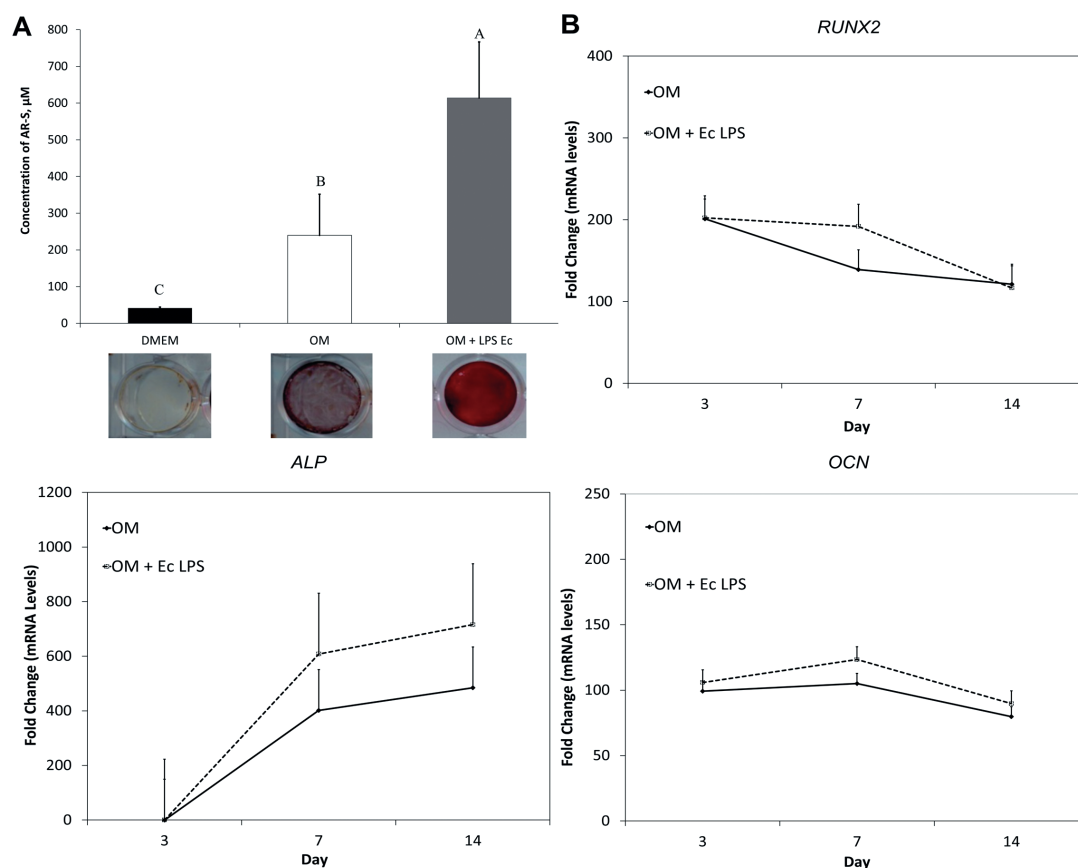 A
Concentration of AR-S, µM
800
700
600
500
400
300
200
100
0
C
B
A
DMEM
OM
OM + LPS Ec
B
RUNX2
Fold Change (mRNA levels)
400
300
200
100
0
OM
OM + Ec LPS
3
7
14
Day
ALP
Fold Change (mRNA Levels)
1200
1000
800
600
400
200
0
OM
OM + Ec LPS
3
7
14
Day
OCN
Fold Change (mRNA levels)
250
200
150
100
50
0
OM
OM + Ec LPS
3
7
14
Day